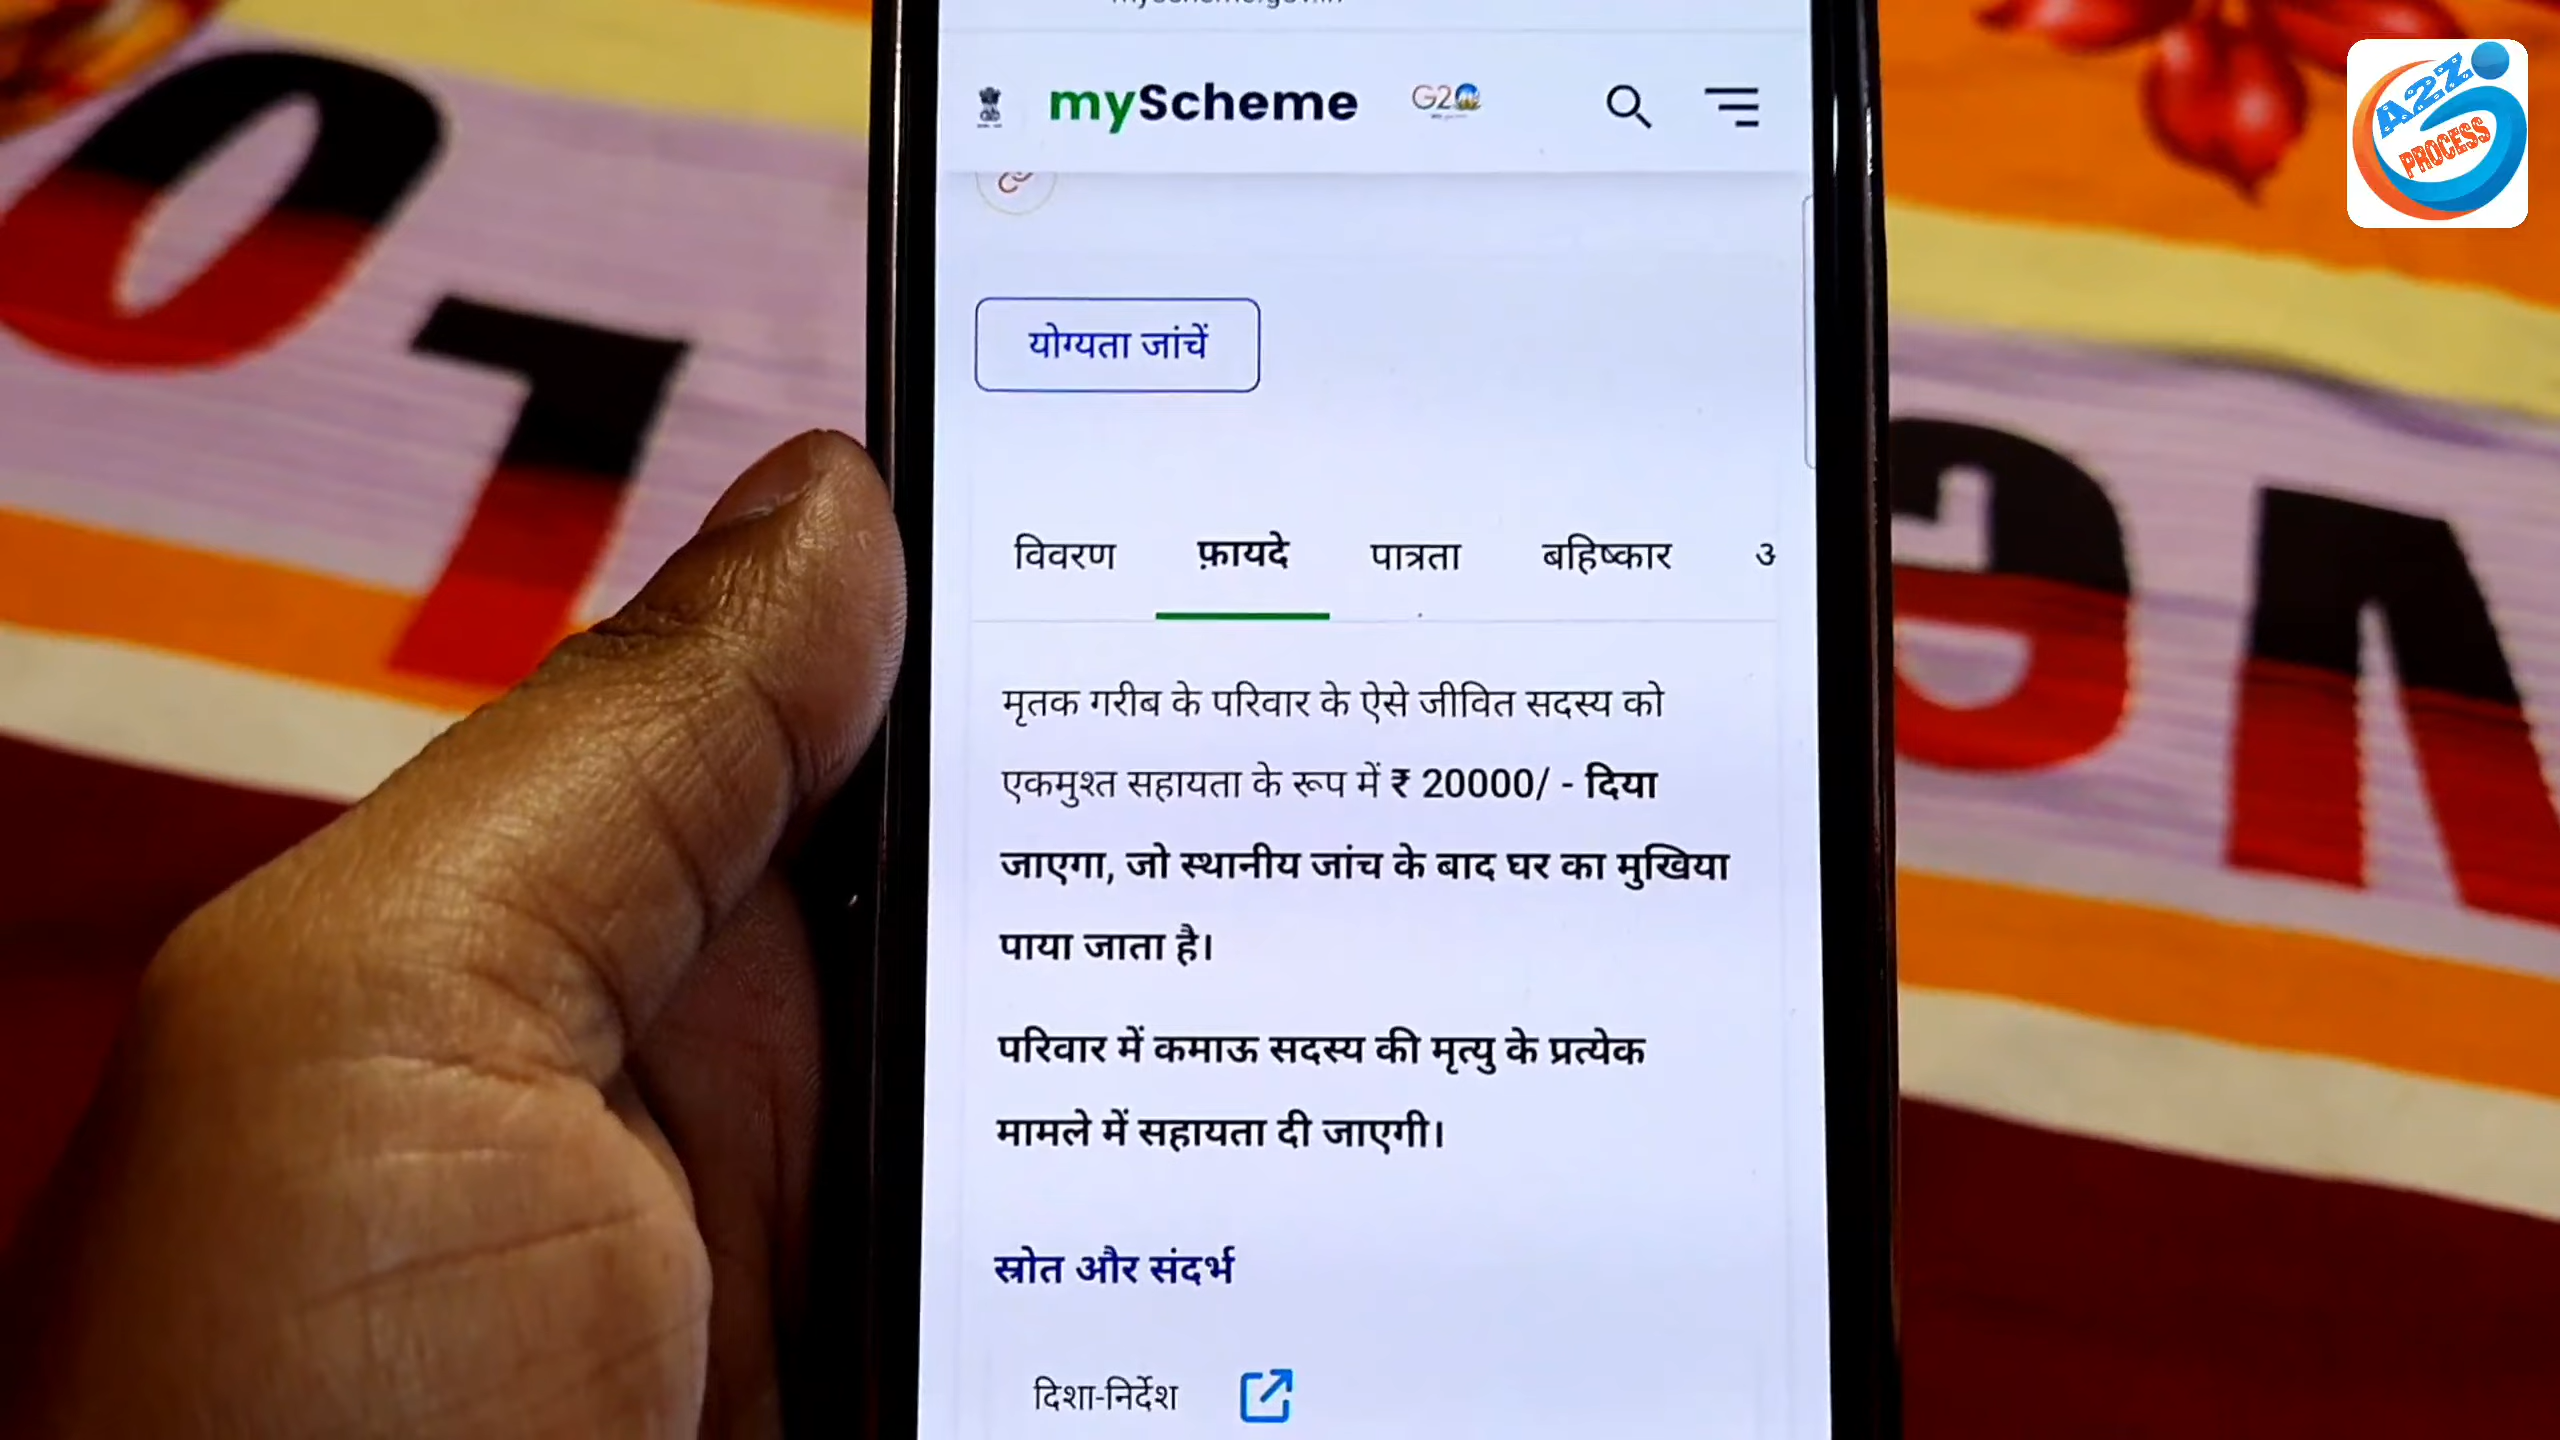 myScheme G20
A2Z
PROCESS
योग्यता जांचें
विवरण फ़ायदे पात्रता बहिष्कार
मृतक गरीब के परिवार के ऐसे जीवित सदस्य को
एकमुश्त सहायता के रूप में ₹ 20000/ - दिया
जाएगा, जो स्थानीय जांच के बाद घर का मुखिया
पाया जाता है।
परिवार में कमाऊ सदस्य की मृत्यु के प्रत्येक
मामले में सहायता दी जाएगी।
स्रोत और संदर्भ
दिशा-निर्देश